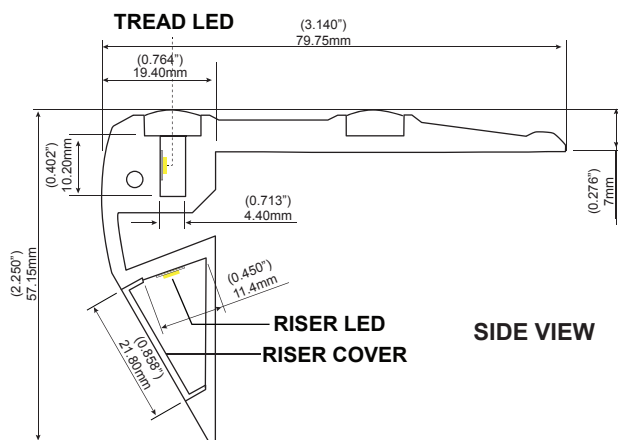 TREAD LED
(3.140")
79.75mm
(0.764")
19.40mm
(0.402")
10.20mm
(0.276")
7mm
(0.713")
4.40mm
(2.250")
57.15mm
(0.450")
11.4mm
RISER LED
SIDE VIEW
RISER COVER
(0.858")
21.80mm